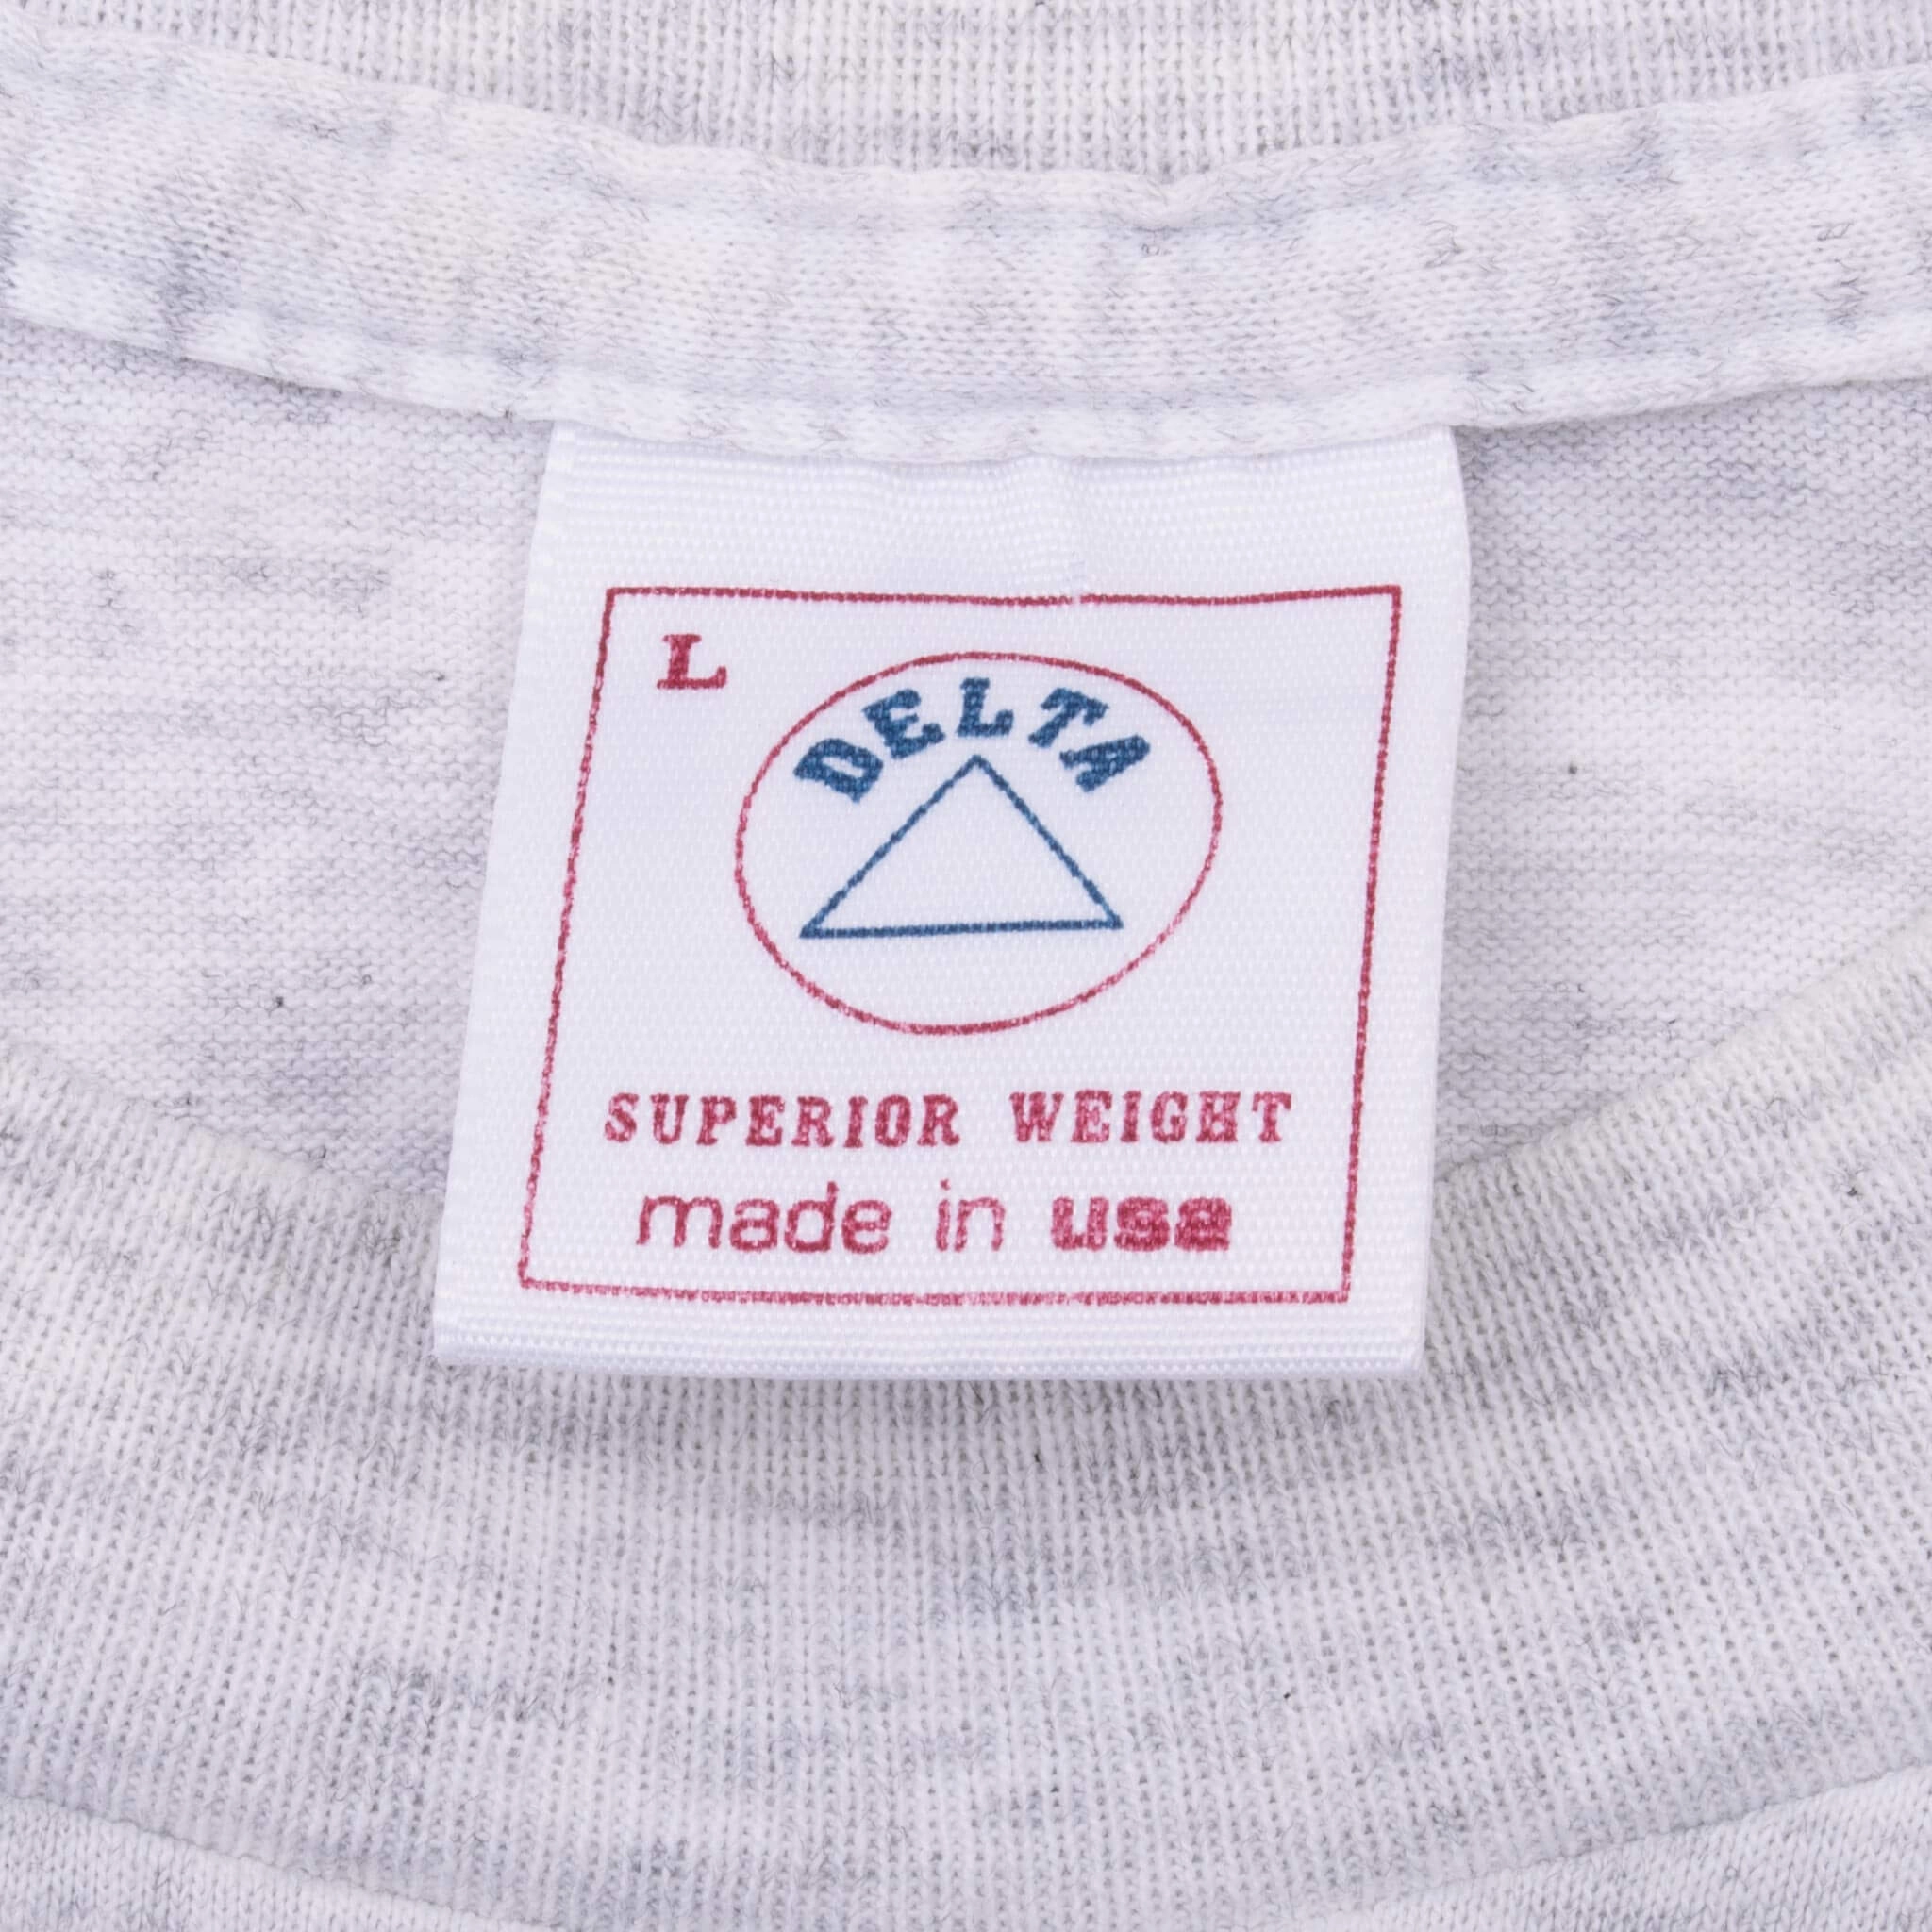 L
DELTA
SUPERIOR WEIGHT
made in usa